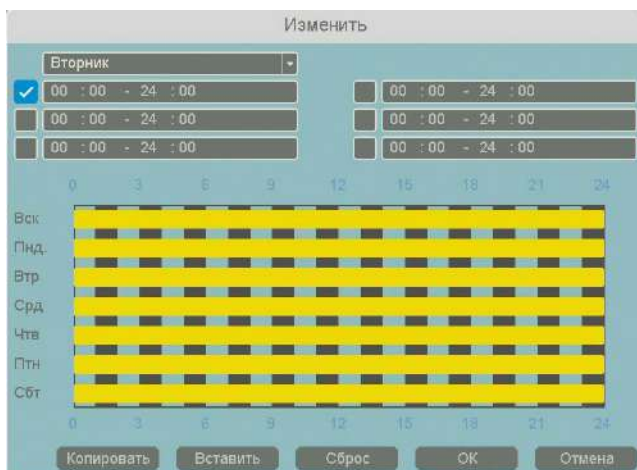 Изменить
Вторник
00 :00 - 24 :00 00 :00 - 24 :00
00 :00 - 24 :00 00 :00 - 24 :00
00 :00 - 24 :00 00 :00 - 24 :00
0 3 6 9 12 15 18 21 24
Вск
Пнд.
Втр
Срд
Чтв
Птн
Сбт
0 3 6 9 12 15 18 21 24
Копировать Вставить Сброс OK Отмена